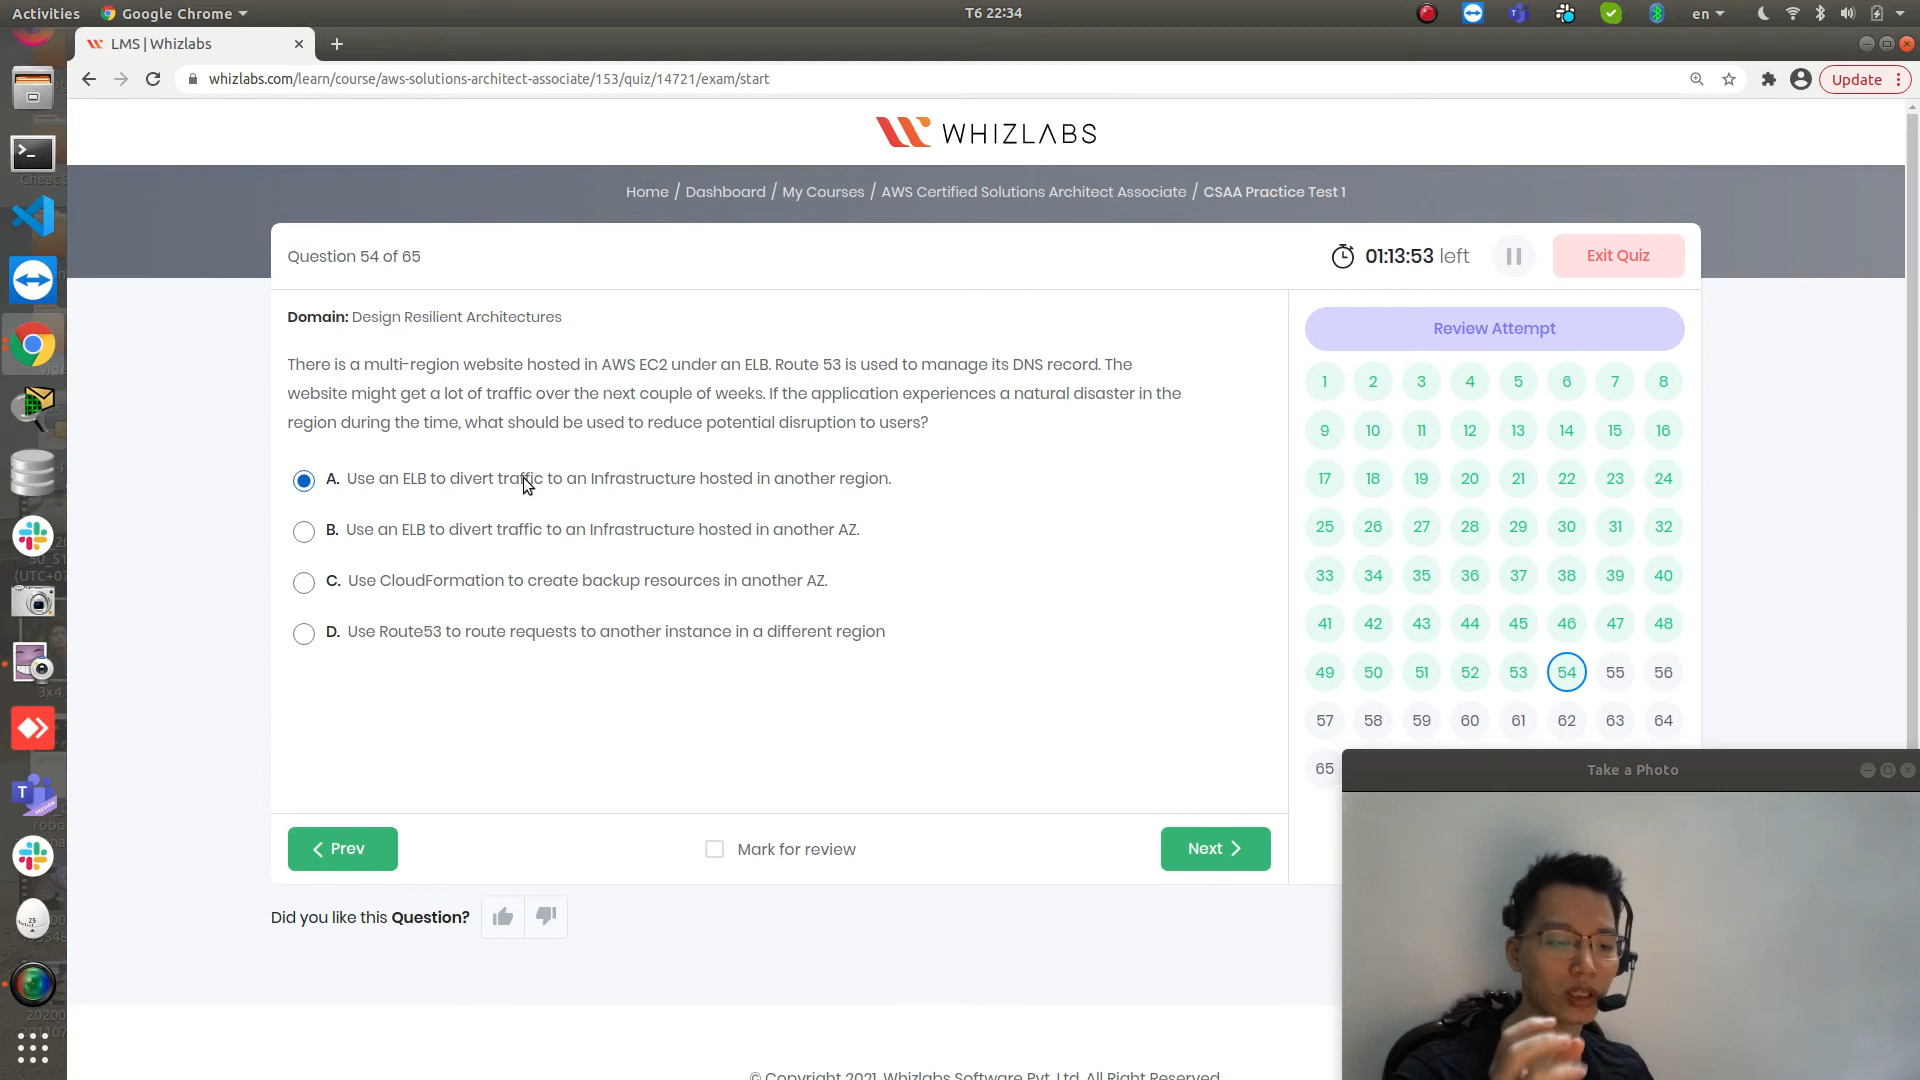 Activities
Google Chrome
T6 22:34
en
LMS | Whizlabs
whizlabs.com/learn/course/aws-solutions-architect-associate/153/quiz/14721/exam/start
Update
WHIZLABS
Home / Dashboard / My Courses / AWS Certified Solutions Architect Associate / CSAA Practice Test 1
Question 54 of 65
01:13:53 left
Exit Quiz
Domain: Design Resilient Architectures
There is a multi-region website hosted in AWS EC2 under an ELB. Route 53 is used to manage its DNS record. The
website might get a lot of traffic over the next couple of weeks. If the application experiences a natural disaster in the
region during the time, what should be used to reduce potential disruption to users?
A. Use an ELB to divert traffic to an Infrastructure hosted in another region.
B. Use an ELB to divert traffic to an Infrastructure hosted in another AZ.
C. Use CloudFormation to create backup resources in another AZ.
D. Use Route53 to route requests to another instance in a different region
Prev
Mark for review
Next
Did you like this Question?
Review Attempt
1 2 3 4 5 6 7 8
9 10 11 12 13 14 15 16
17 18 19 20 21 22 23 24
25 26 27 28 29 30 31 32
33 34 35 36 37 38 39 40
41 42 43 44 45 46 47 48
49 50 51 52 53 54 55 56
57 58 59 60 61 62 63 64
65
Take a Photo
© Copyright 2021. Whizlabs Software Pvt. Ltd. All Right Reserved